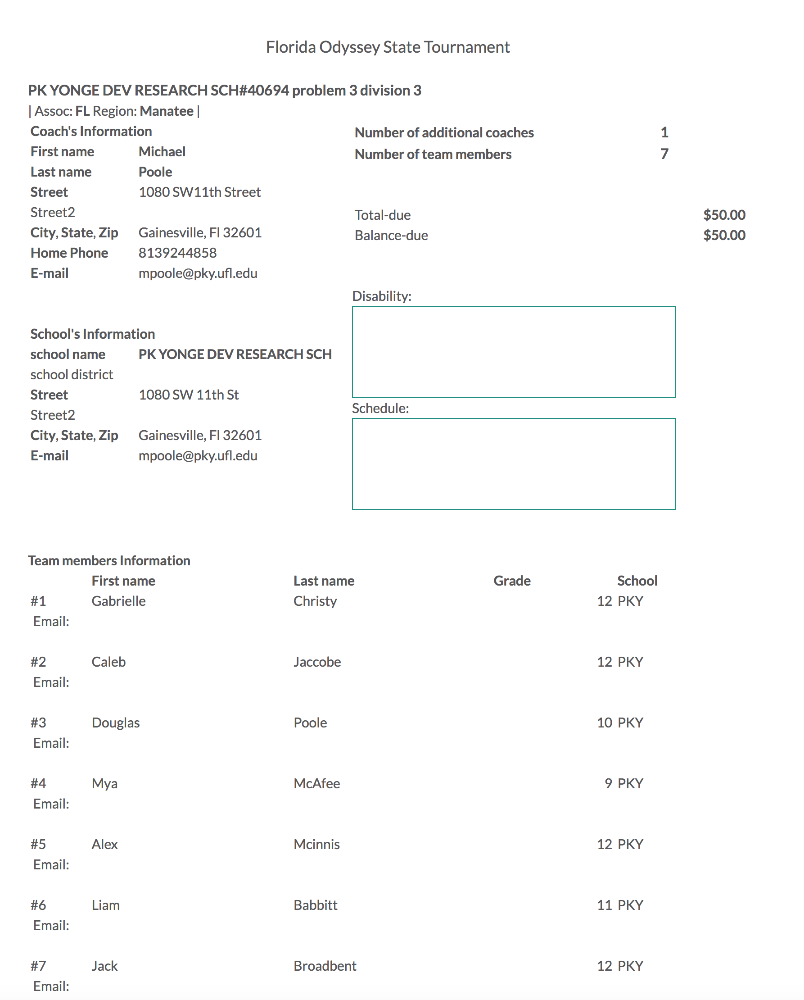 Florida Odyssey State Tournament
PK YONGE DEV RESEARCH SCH#40694 problem 3 division 3
| Assoc: FL Region: Manatee |
Coach's Information
First name Michael
Last name Poole
Street 1080 SW11th Street
Street2
City, State, Zip Gainesville, Fl 32601
Home Phone 8139244858
E-mail mpoole@pky.ufl.edu
Number of additional coaches 1
Number of team members 7
Total-due $50.00
Balance-due $50.00
School's Information
school name PK YONGE DEV RESEARCH SCH
school district
Street 1080 SW 11th St
Street2
City, State, Zip Gainesville, Fl 32601
E-mail mpoole@pky.ufl.edu
Disability:
Schedule:
Team members Information
First name Last name Grade School
#1 Gabrielle Christy 12 PKY
Email:
#2 Caleb Jaccobe 12 PKY
Email:
#3 Douglas Poole 10 PKY
Email:
#4 Mya McAfee 9 PKY
Email:
#5 Alex Mcinnis 12 PKY
Email:
#6 Liam Babbitt 11 PKY
Email:
#7 Jack Broadbent 12 PKY
Email: